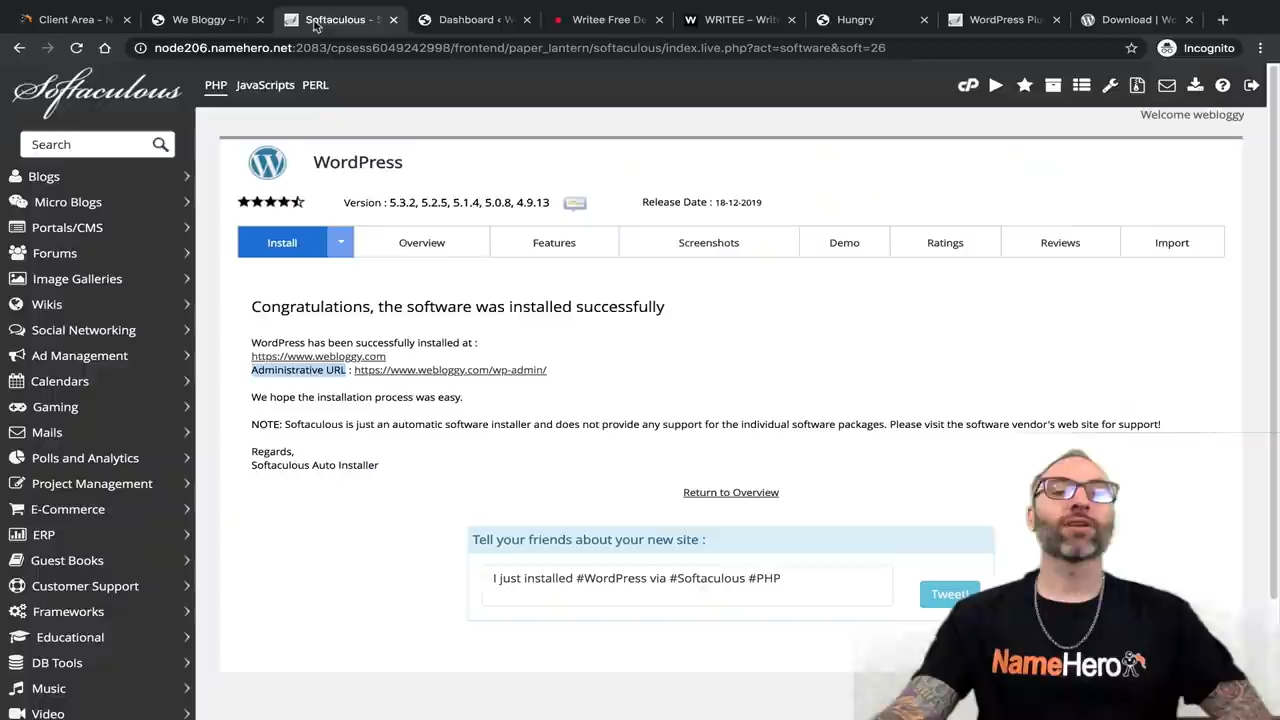 Client Area - N
We Bloggy – I'm
Softaculous - S
Dashboard ‹ W
Writee Free De
WRITEE – Write
Hungry
WordPress Plu
Download | Wo
node206.namehero.net:2083/cpsess6049242998/frontend/paper_lantern/softaculous/index.live.php?act=software&soft=26
Incognito
Softaculous
PHP JavaScripts PERL
Welcome webloggy
Search
Blogs
Micro Blogs
Portals/CMS
Forums
Image Galleries
Wikis
Social Networking
Ad Management
Calendars
Gaming
Mails
Polls and Analytics
Project Management
E-Commerce
ERP
Guest Books
Customer Support
Frameworks
Educational
DB Tools
Music
Video
WordPress
Version : 5.3.2, 5.2.5, 5.1.4, 5.0.8, 4.9.13
Release Date : 18-12-2019
Install Overview Features Screenshots Demo Ratings Reviews Import
Congratulations, the software was installed successfully
WordPress has been successfully installed at :
https://www.webloggy.com
Administrative URL : https://www.webloggy.com/wp-admin/
We hope the installation process was easy.
NOTE: Softaculous is just an automatic software installer and does not provide any support for the individual software packages. Please visit the software vendor's web site for support!
Regards,
Softaculous Auto Installer
Return to Overview
Tell your friends about your new site :
I just installed #WordPress via #Softaculous #PHP
Tweet!
NameHero